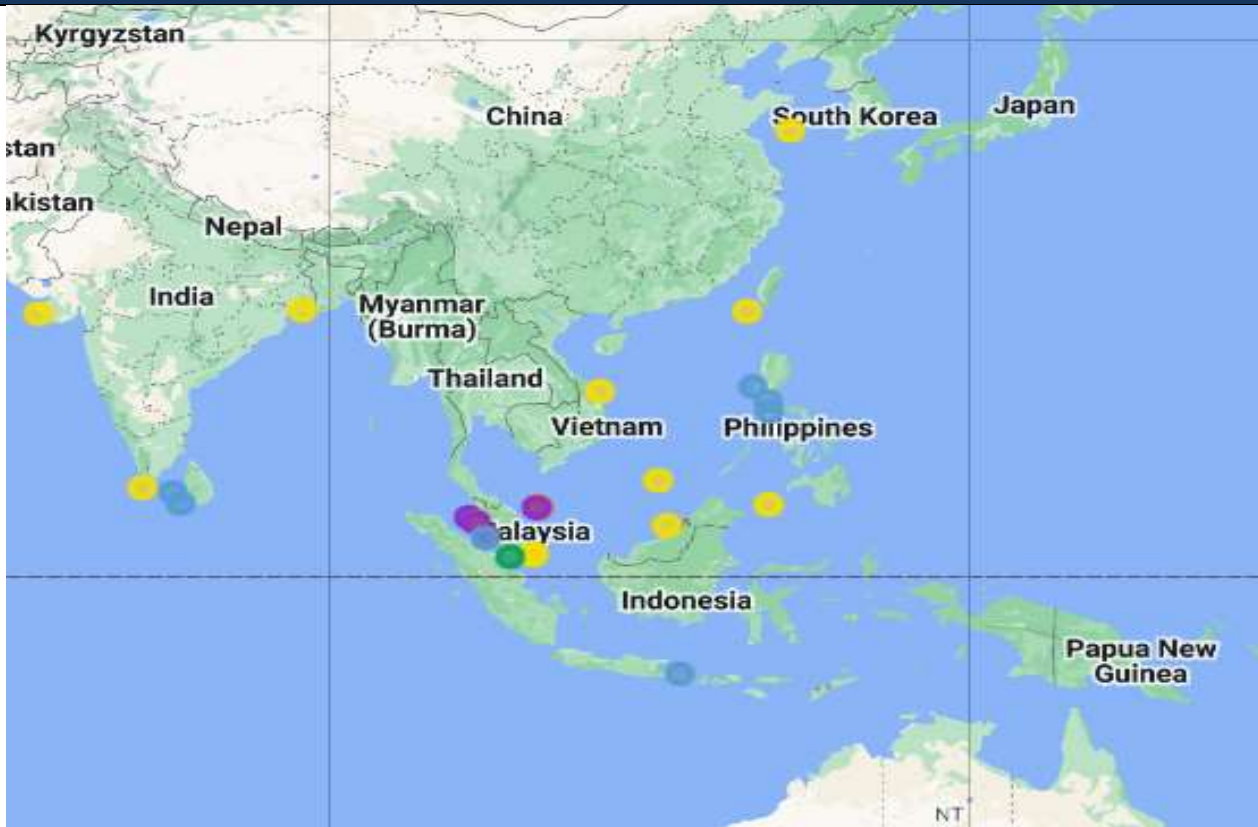 Kyrgyzstan
China
South Korea
Japan
stan
akistan
Nepal
India
Myanmar
(Burma)
Thailand
Vietnam
Philippines
alaysia
Indonesia
Papua New
Guinea
NT